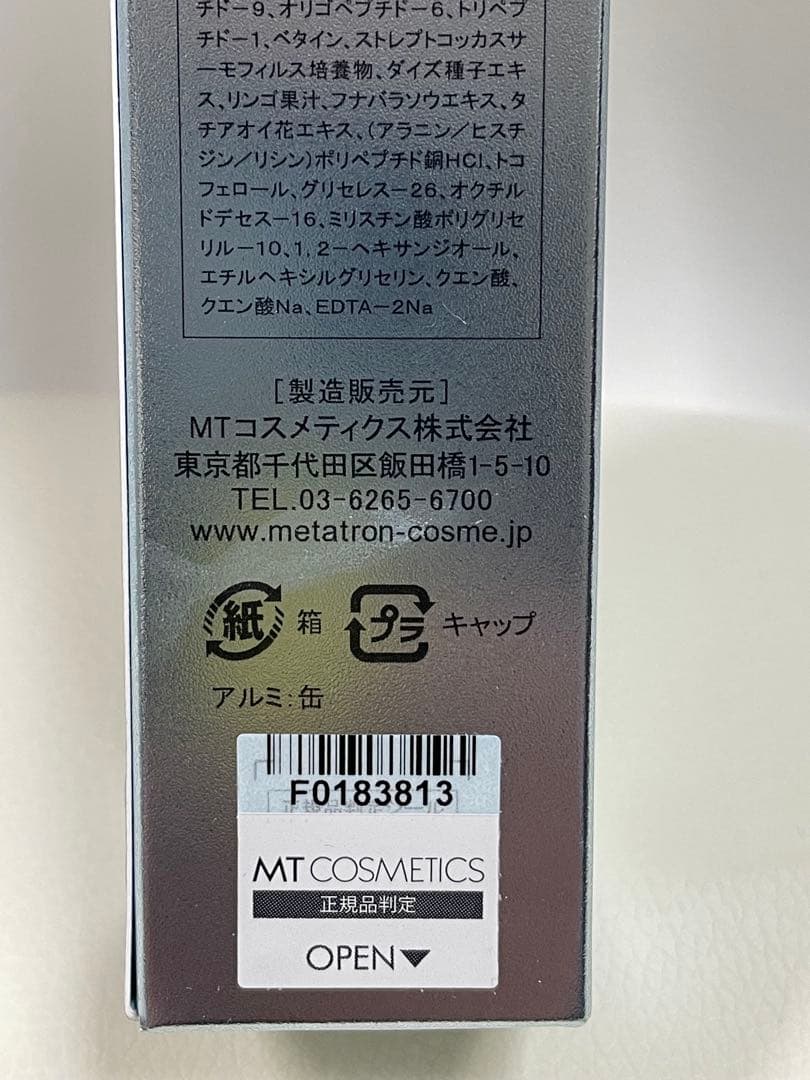 チド－9、オリゴペプチド－6、トリペプ
チド－1、ベタイン、ストレプトコッカスサ
ーモフィルス培養物、ダイズ種子エキ
ス、リンゴ果汁、フナバラソウエキス、タ
チアオイ花エキス、(アラニン／ヒスチ
ジン／リシン)ポリペプチド銅HCl、トコ
フェロール、グリセレス－26、オクチル
ドデセス－16、ミリスチン酸ポリグリセ
リル－10、1，2－ヘキサンジオール、
エチルヘキシルグリセリン、クエン酸、
クエン酸Na、EDTA－2Na
［製造販売元］
MTコスメティクス株式会社
東京都千代田区飯田橋1-5-10
TEL.03-6265-6700
www.metatron-cosme.jp
紙 箱 プラ キャップ
アルミ：缶
F0183813
正規品判定シール
MT COSMETICS
正規品判定
OPEN▼